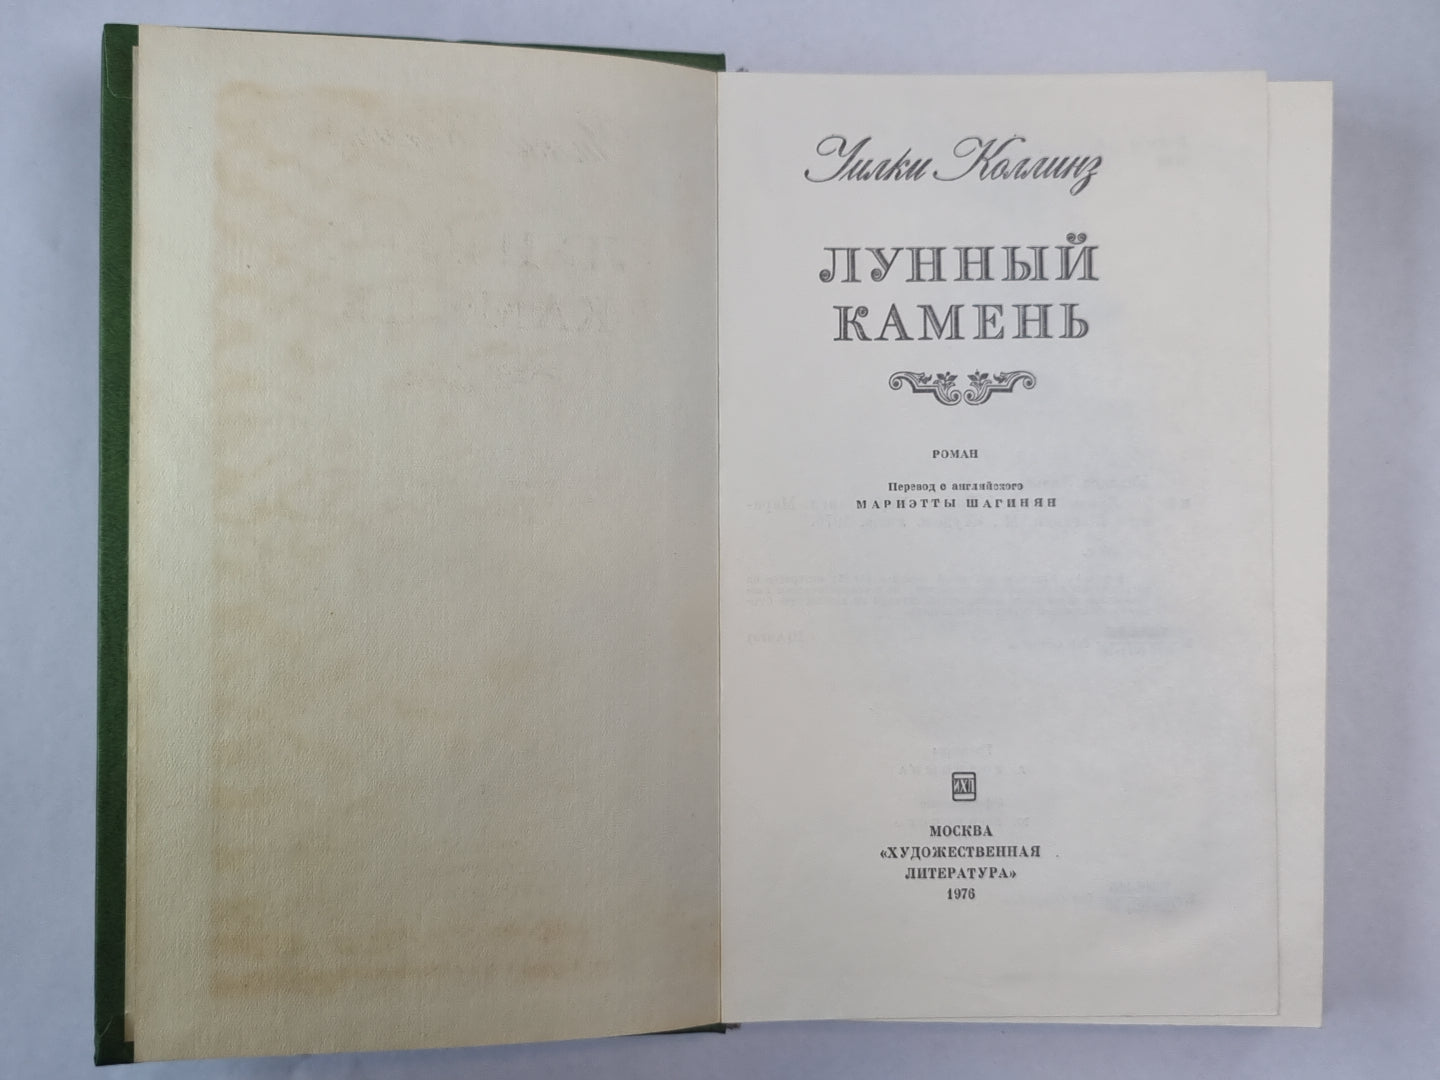 Уилки Коллинз
ЛУННЫЙ
КАМЕНЬ
РОМАН
Перевод с английского
МАРИЭТТЫ ШАГИНЯН
МОСКВА
«ХУДОЖЕСТВЕННАЯ
ЛИТЕРАТУРА»
1976